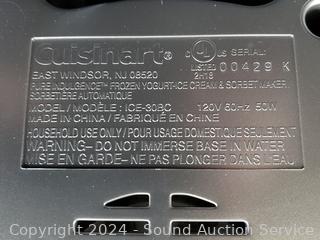 Cuisinart®
EAST WINDSOR, NJ 08520
UL® US SERIAL:
LISTED 00429 K
2H18
PURE INDULGENCE™ FROZEN YOGURT-ICE CREAM & SORBET MAKER/
SORBETIÈRE AUTOMATIQUE
MODEL / MODÈLE : ICE-30BC 120V 60Hz 50W
MADE IN CHINA / FABRIQUÉ EN CHINE
HOUSEHOLD USE ONLY / POUR USAGE DOMESTIQUE SEULEMENT
WARNING– DO NOT IMMERSE BASE IN WATER
MISE EN GARDE– NE PAS PLONGER DANS L'EAU
Copyright 2024 - Sound Auction Service